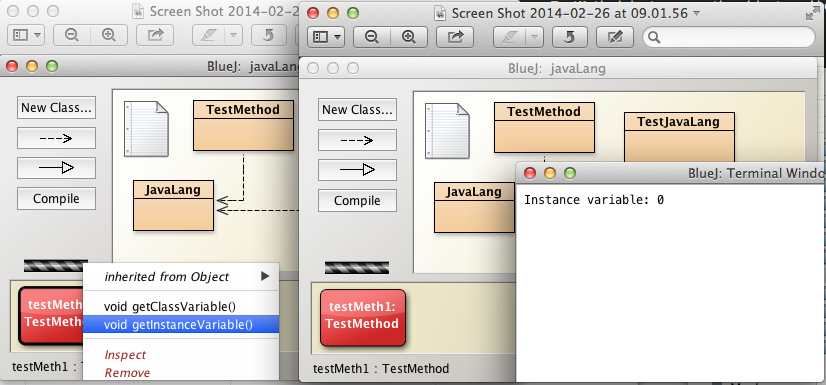 Screen Shot 2014-02-2
BlueJ: javaLang
New Class...
Compile
TestMethod
JavaLang
inherited from Object
void getClassVariable()
void getInstanceVariable()
Inspect
Remove
testMeth1 : TestMethod
Screen Shot 2014-02-26 at 09.01.56
BlueJ: javaLang
New Class...
Compile
TestMethod
TestJavaLang
JavaLang
testMeth1:
TestMethod
testMeth1 : TestMethod
BlueJ: Terminal Windo
Instance variable: 0